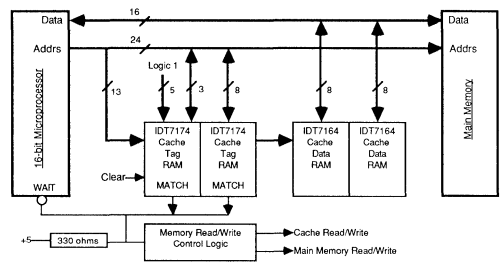 16
Data
Data
24
Addrs
Addrs
Logic 1
13
5
3
8
8
8
16-bit Microprocessor
Main Memory
IDT7174
Cache
Tag
RAM
MATCH
IDT7174
Cache
Tag
RAM
MATCH
IDT7164
Cache
Data
RAM
IDT7164
Cache
Data
RAM
Clear
WAIT
+5
330 ohms
Memory Read/Write
Control Logic
Cache Read/Write
Main Memory Read/Write